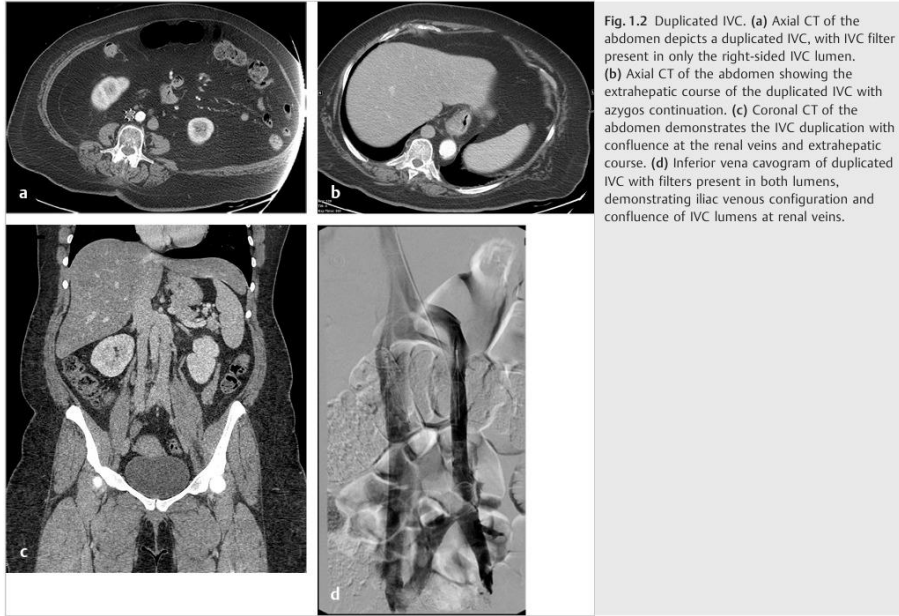 Fig. 1.2 Duplicated IVC. (a) Axial CT of the
abdomen depicts a duplicated IVC, with IVC filter
present in only the right-sided IVC lumen.
(b) Axial CT of the abdomen showing the
extrahepatic course of the duplicated IVC with
azygos continuation. (c) Coronal CT of the
abdomen demonstrates the IVC duplication with
confluence at the renal veins and extrahepatic
course. (d) Inferior vena cavogram of duplicated
IVC with filters present in both lumens,
demonstrating iliac venous configuration and
confluence of IVC lumens at renal veins.
a
b
c
d